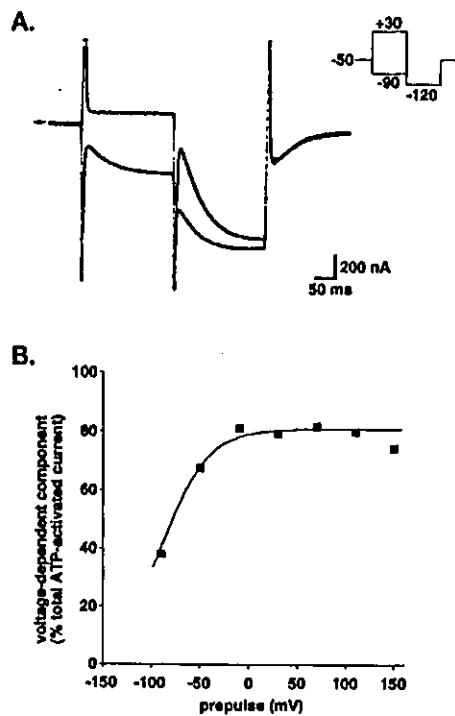 A.
+30
-50
-90
-120
200 nA
50 ms
B.
voltage-dependent component
(% total ATP-activated current)
100
80
60
40
20
0
-150 -100 -50 0 50 100 150
prepulse (mV)